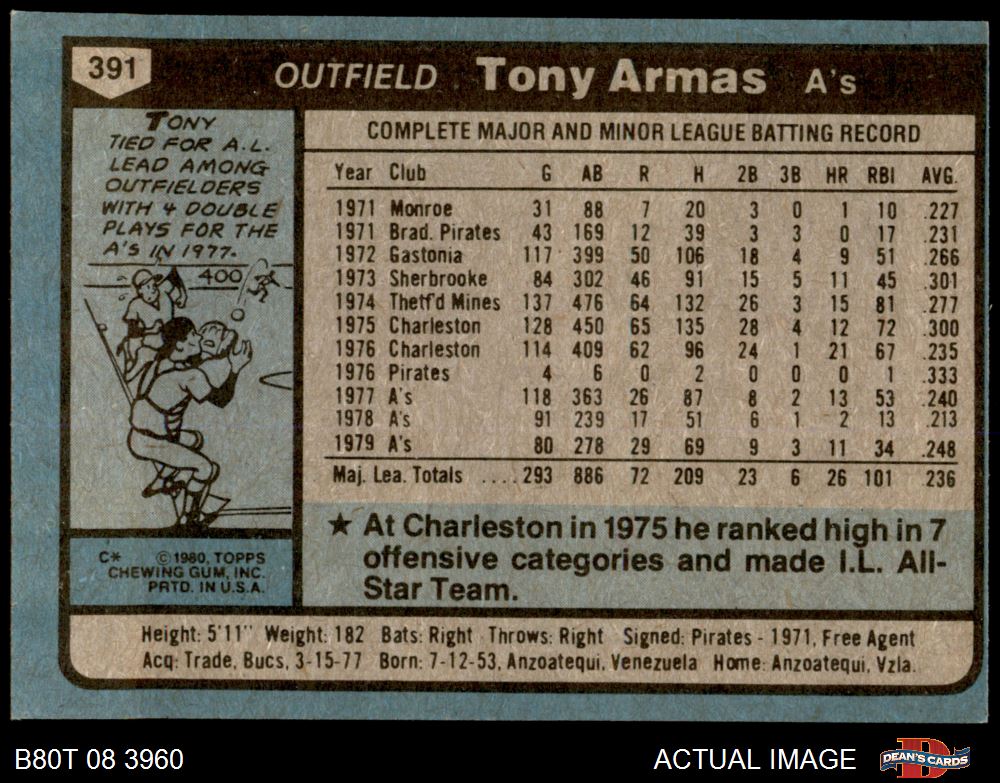 391 OUTFIELD Tony Armas A's
TONY
TIED FOR A.L.
LEAD AMONG
OUTFIELDERS
WITH 4 DOUBLE
PLAYS FOR THE
A'S IN 1977.
400
C* ©1980, TOPPS
CHEWING GUM, INC.
PRTD. IN U.S.A.
COMPLETE MAJOR AND MINOR LEAGUE BATTING RECORD
Year Club G AB R H 2B 3B HR RBI AVG.
1971 Monroe 31 88 7 20 3 0 1 10 .227
1971 Brad. Pirates 43 169 12 39 3 3 0 17 .231
1972 Gastonia 117 399 50 106 18 4 9 51 .266
1973 Sherbrooke 84 302 46 91 15 5 11 45 .301
1974 Thetf'd Mines 137 476 64 132 26 3 15 81 .277
1975 Charleston 128 450 65 135 28 4 12 72 .300
1976 Charleston 114 409 62 96 24 1 21 67 .235
1976 Pirates 4 6 0 2 0 0 0 1 .333
1977 A's 118 363 26 87 8 2 13 53 .240
1978 A's 91 239 17 51 6 1 2 13 .213
1979 A's 80 278 29 69 9 3 11 34 .248
Maj. Lea. Totals ....293 886 72 209 23 6 26 101 .236
★ At Charleston in 1975 he ranked high in 7
offensive categories and made I.L. All-
Star Team.
Height: 5'11" Weight: 182 Bats: Right Throws: Right Signed: Pirates - 1971, Free Agent
Acq: Trade, Bucs, 3-15-77 Born: 7-12-53, Anzoatequi, Venezuela Home: Anzoatequi, Vzla.
B80T 08 3960 ACTUAL IMAGE DEAN'S CARDS